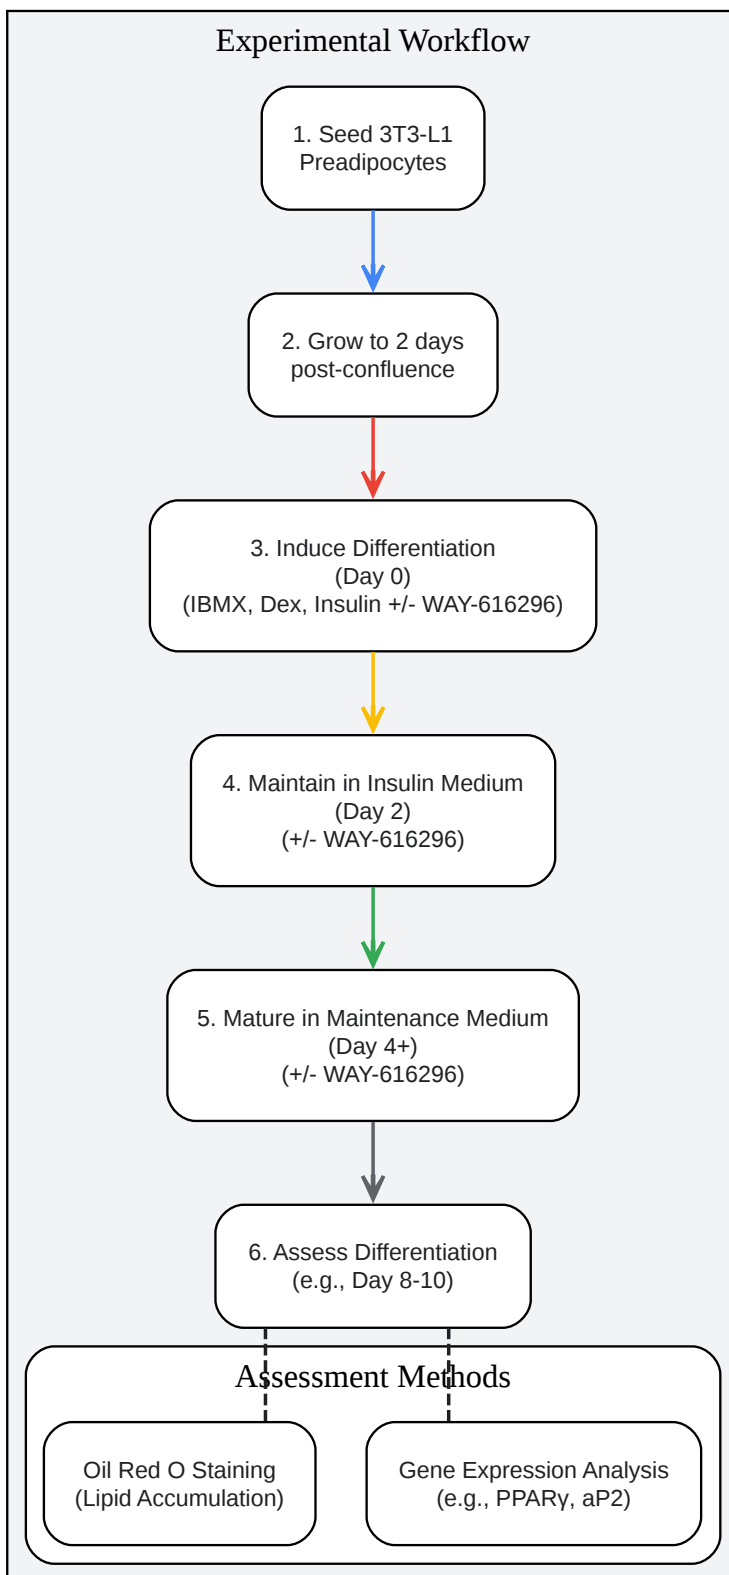 Experimental Workflow
1. Seed 3T3-L1
Preadipocytes
2. Grow to 2 days
post-confluence
3. Induce Differentiation
(Day 0)
(IBMX, Dex, Insulin +/- WAY-616296)
4. Maintain in Insulin Medium
(Day 2)
(+/- WAY-616296)
5. Mature in Maintenance Medium
(Day 4+)
(+/- WAY-616296)
6. Assess Differentiation
(e.g., Day 8-10)
Assessment Methods
Oil Red O Staining
(Lipid Accumulation)
Gene Expression Analysis
(e.g., PPARγ, aP2)